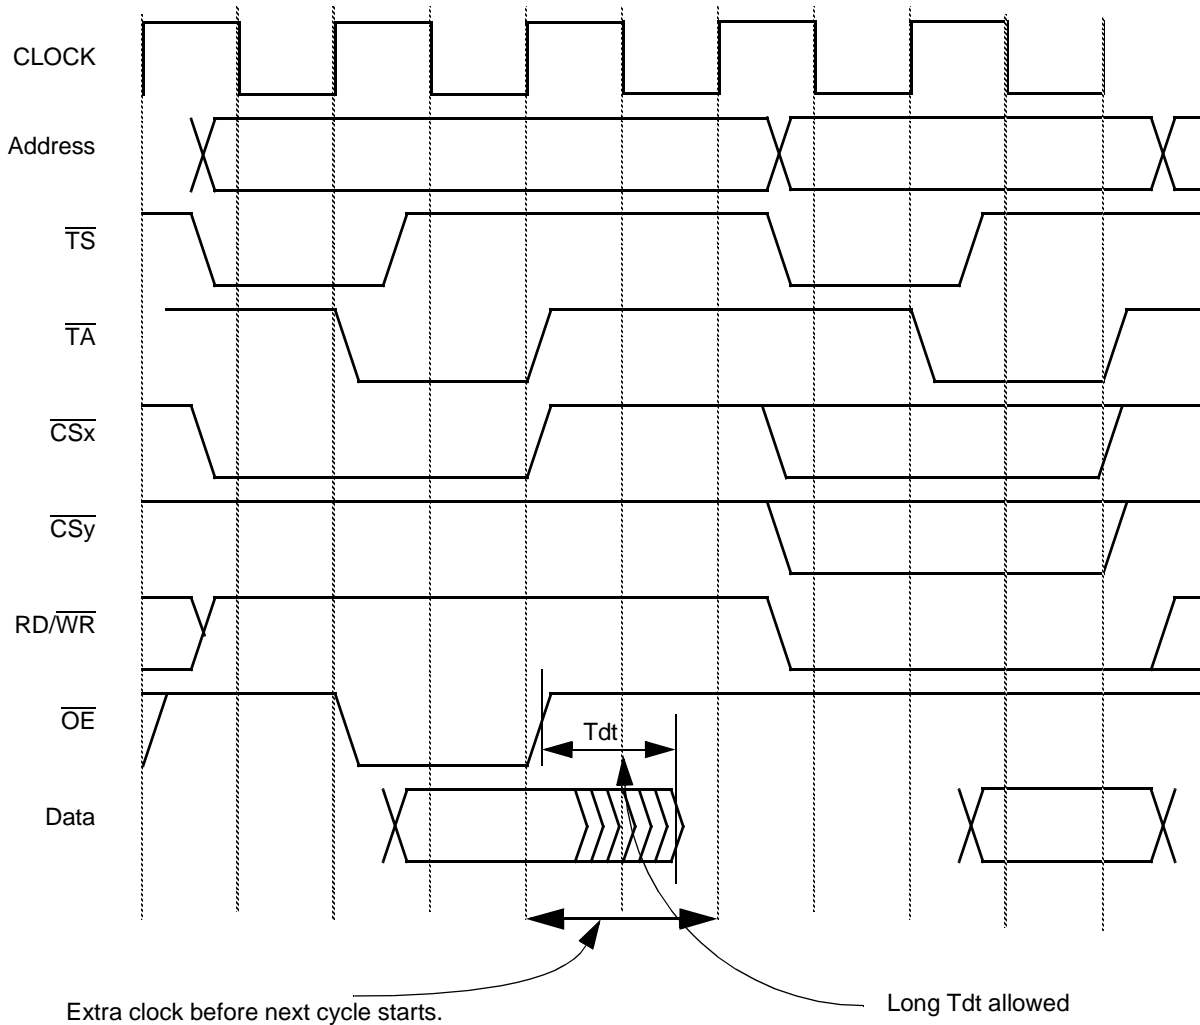 CLOCK
Address
TS
TA
CSx
CSy
RD/WR
OE
Tdt
Data
Extra clock before next cycle starts.
Long Tdt allowed